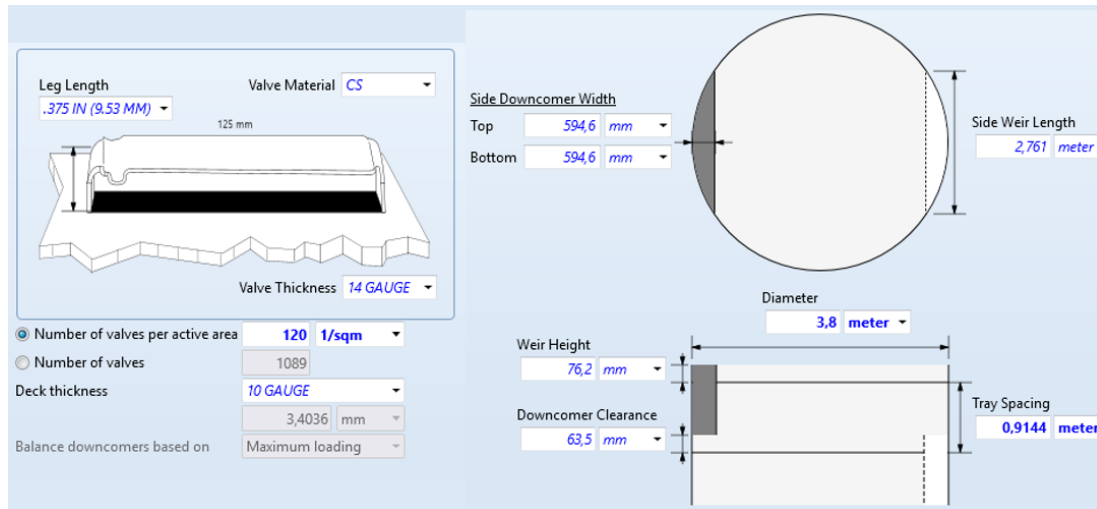 Leg Length
.375 IN (9.53 MM)
Valve Material CS
125 mm
Valve Thickness 14 GAUGE
Number of valves per active area 120 1/sqm
Number of valves 1089
Deck thickness 10 GAUGE
3,4036 mm
Balance downcomers based on Maximum loading
Side Downcomer Width
Top 594,6 mm
Bottom 594,6 mm
Side Weir Length
2,761 meter
Diameter
3,8 meter
Weir Height
76,2 mm
Downcomer Clearance
63,5 mm
Tray Spacing
0,9144 meter